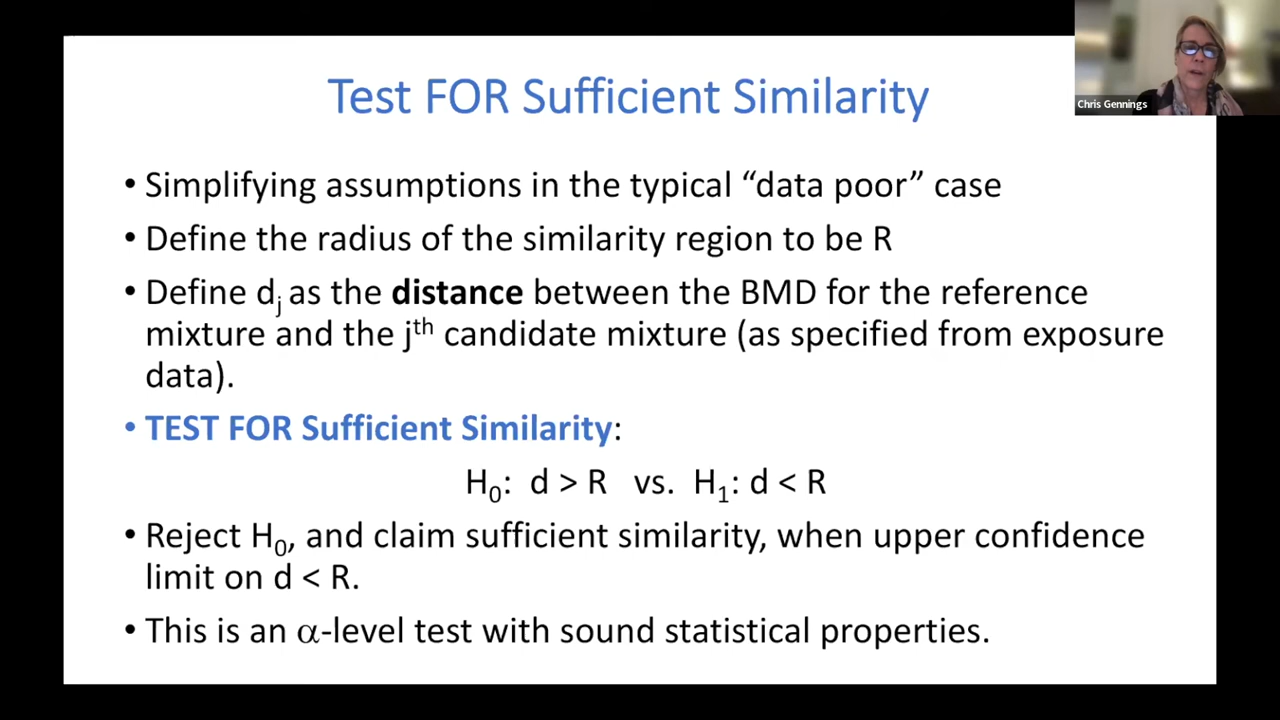 Chris Gennings
Test FOR Sufficient Similarity
• Simplifying assumptions in the typical “data poor” case
• Define the radius of the similarity region to be R
• Define dj as the distance between the BMD for the reference
mixture and the jth candidate mixture (as specified from exposure
data).
• TEST FOR Sufficient Similarity:
H0: d > R vs. H1: d < R
• Reject H0, and claim sufficient similarity, when upper confidence
limit on d < R.
• This is an α-level test with sound statistical properties.